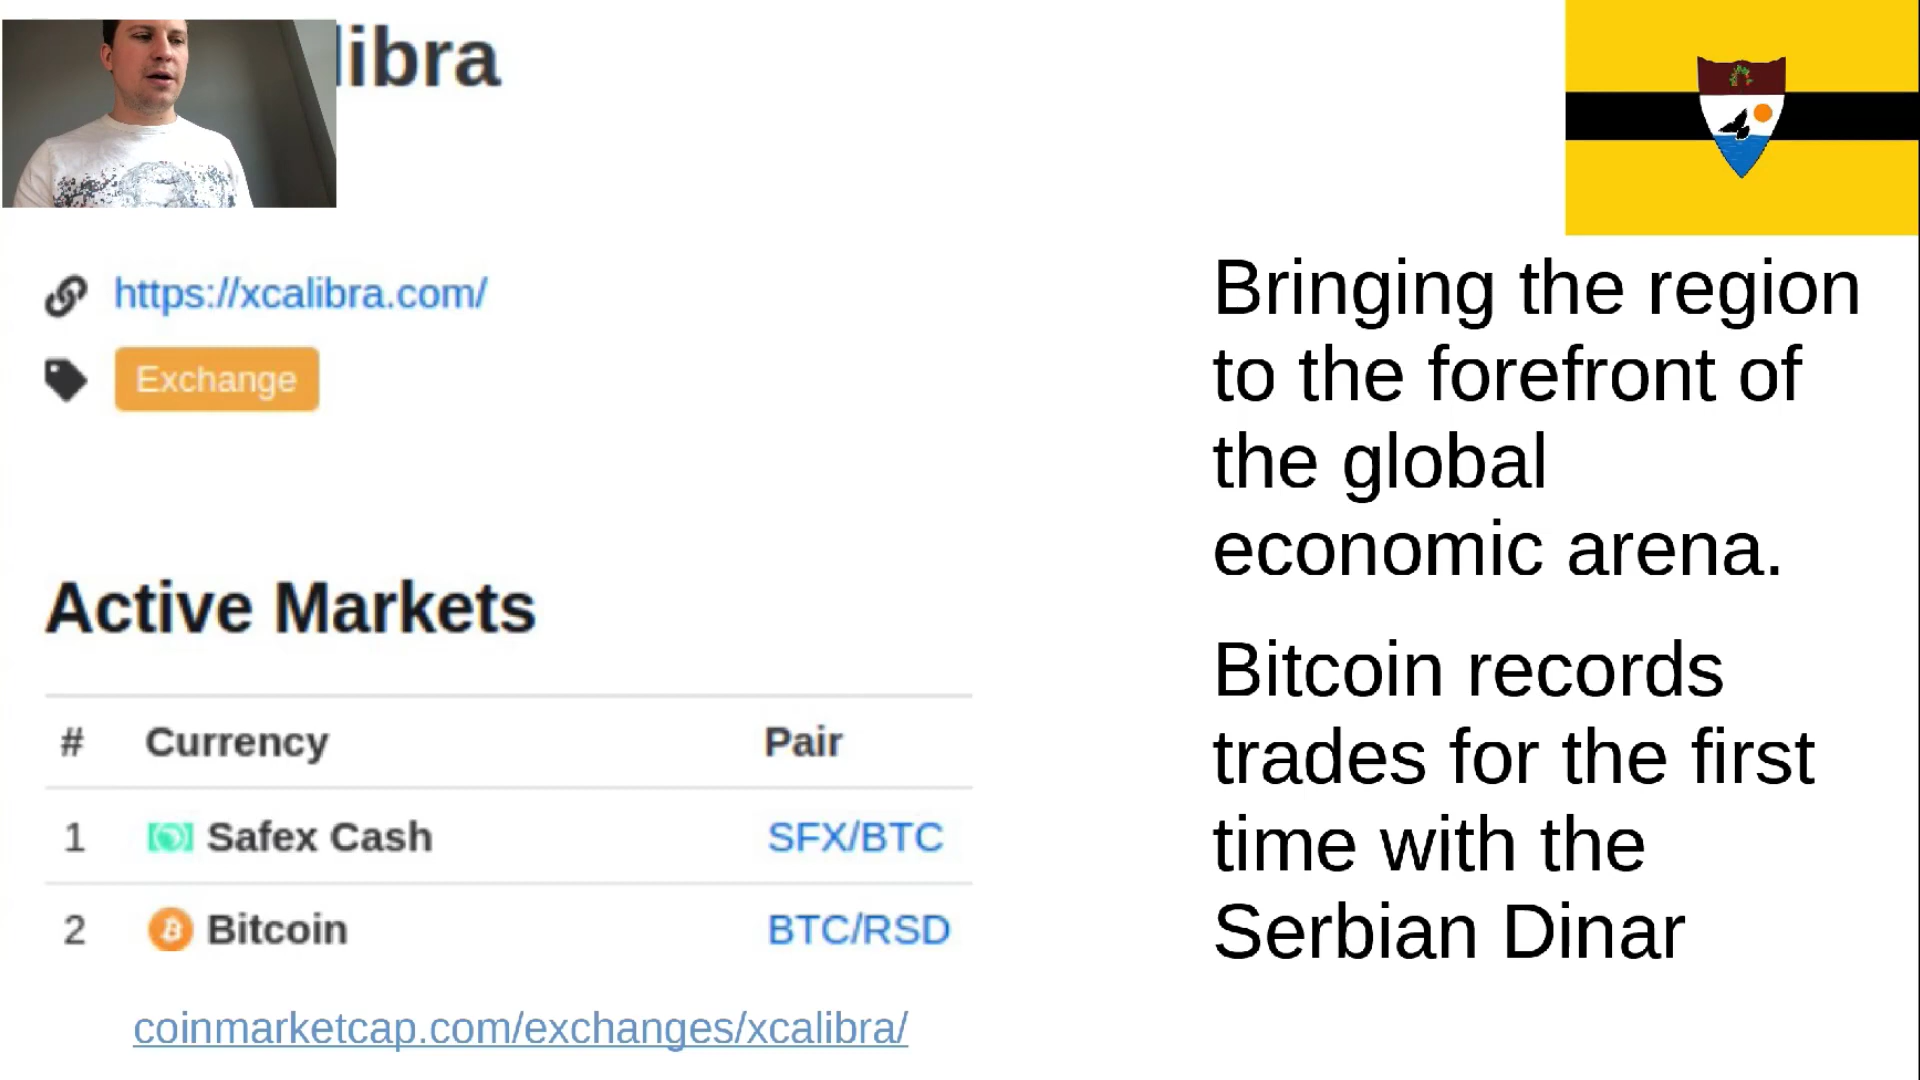 libra
https://xcalibra.com/
Exchange
Active Markets
# Currency Pair
1 Safex Cash SFX/BTC
2 Bitcoin BTC/RSD
coinmarketcap.com/exchanges/xcalibra/
Bringing the region
to the forefront of
the global
economic arena.
Bitcoin records
trades for the first
time with the
Serbian Dinar